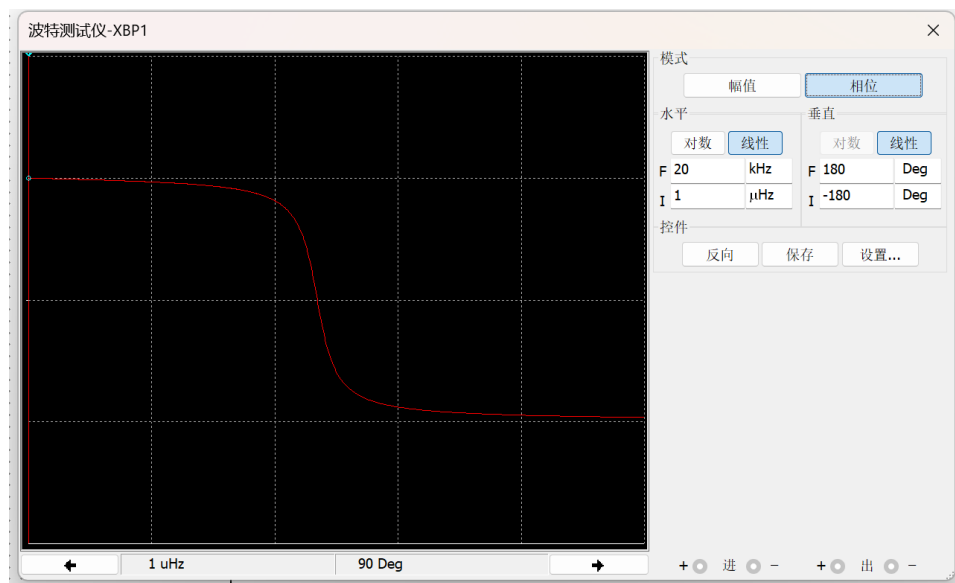 波特测试仪-XBP1
模式
幅值 相位
水平 垂直
对数 线性 对数 线性
F 20 kHz F 180 Deg
I 1 μHz I -180 Deg
控件
反向 保存 设置...
1 uHz 90 Deg
+ 进 - + 出 -